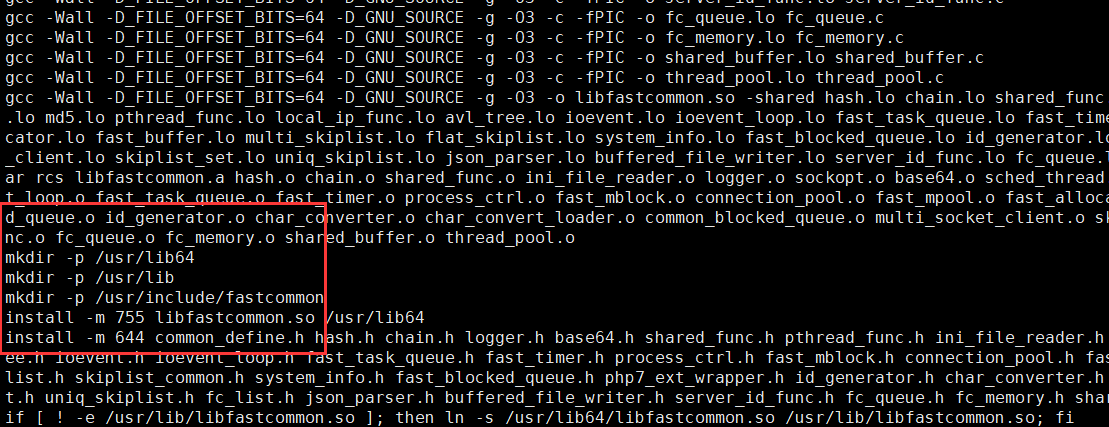 gcc -Wall -D_FILE_OFFSET_BITS=64 -D_GNU_SOURCE -g -O3 -c -fPIC -o server_id_func.lo server_id_func.c
gcc -Wall -D_FILE_OFFSET_BITS=64 -D_GNU_SOURCE -g -O3 -c -fPIC -o fc_queue.lo fc_queue.c
gcc -Wall -D_FILE_OFFSET_BITS=64 -D_GNU_SOURCE -g -O3 -c -fPIC -o fc_memory.lo fc_memory.c
gcc -Wall -D_FILE_OFFSET_BITS=64 -D_GNU_SOURCE -g -O3 -c -fPIC -o shared_buffer.lo shared_buffer.c
gcc -Wall -D_FILE_OFFSET_BITS=64 -D_GNU_SOURCE -g -O3 -c -fPIC -o thread_pool.lo thread_pool.c
gcc -Wall -D_FILE_OFFSET_BITS=64 -D_GNU_SOURCE -g -O3 -o libfastcommon.so -shared hash.lo chain.lo shared_func
.lo md5.lo pthread_func.lo local_ip_func.lo avl_tree.lo ioevent.lo ioevent_loop.lo fast_task_queue.lo fast_time
cator.lo fast_buffer.lo multi_skiplist.lo flat_skiplist.lo system_info.lo fast_blocked_queue.lo id_generator.lo
_client.lo skiplist_set.lo uniq_skiplist.lo json_parser.lo buffered_file_writer.lo server_id_func.lo fc_queue.l
ar rcs libfastcommon.a hash.o chain.o shared_func.o ini_file_reader.o logger.o sockopt.o base64.o sched_thread
t_loop.o fast_task_queue.o fast_timer.o process_ctrl.o fast_mblock.o connection_pool.o fast_mpool.o fast_alloca
d_queue.o id_generator.o char_converter.o char_convert_loader.o common_blocked_queue.o multi_socket_client.o sk
nc.o fc_queue.o fc_memory.o shared_buffer.o thread_pool.o
mkdir -p /usr/lib64
mkdir -p /usr/lib
mkdir -p /usr/include/fastcommon
install -m 755 libfastcommon.so /usr/lib64
install -m 644 common_define.h hash.h chain.h logger.h base64.h shared_func.h pthread_func.h ini_file_reader.h
ee.h ioevent.h ioevent_loop.h fast_task_queue.h fast_timer.h process_ctrl.h fast_mblock.h connection_pool.h fas
list.h skiplist_common.h system_info.h fast_blocked_queue.h php7_ext_wrapper.h id_generator.h char_converter.h
t.h uniq_skiplist.h fc_list.h json_parser.h buffered_file_writer.h server_id_func.h fc_queue.h fc_memory.h shar
if [ ! -e /usr/lib/libfastcommon.so ]; then ln -s /usr/lib64/libfastcommon.so /usr/lib/libfastcommon.so; fi